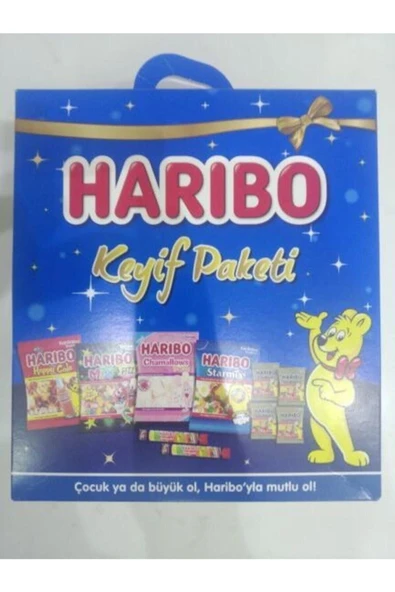 HARIBO
Keyif Paketi
HARIBO
Happy Cola
HARIBO
HARIBO
Chamallows
HARIBO
Starmix
Çocuk ya da büyük ol, Haribo'yla mutlu ol!